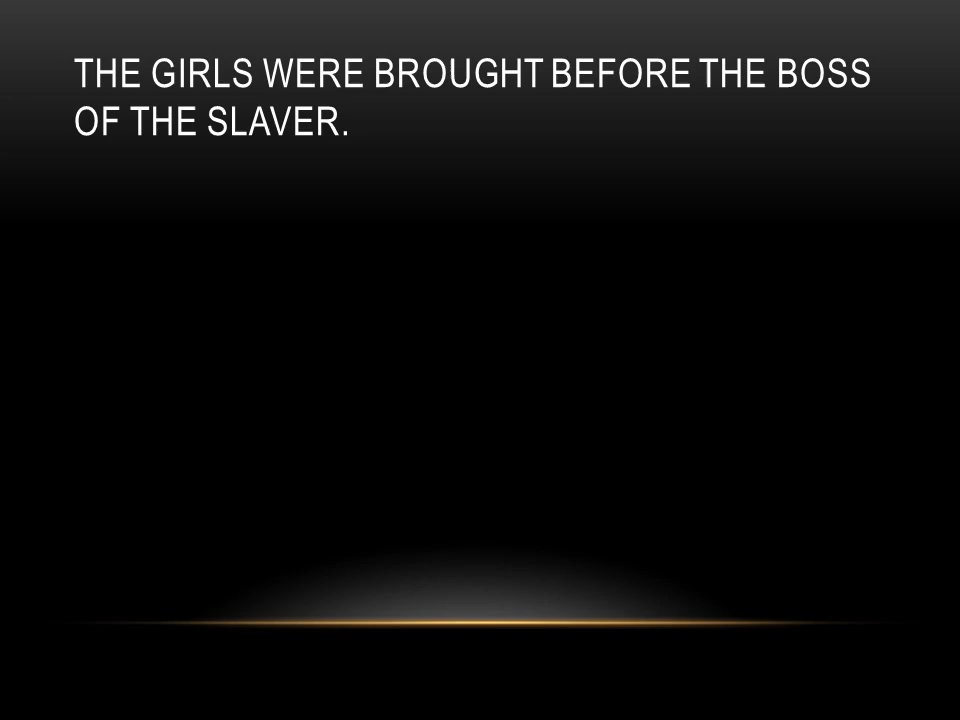 THE GIRLS WERE BROUGHT BEFORE THE BOSS
OF THE SLAVER.